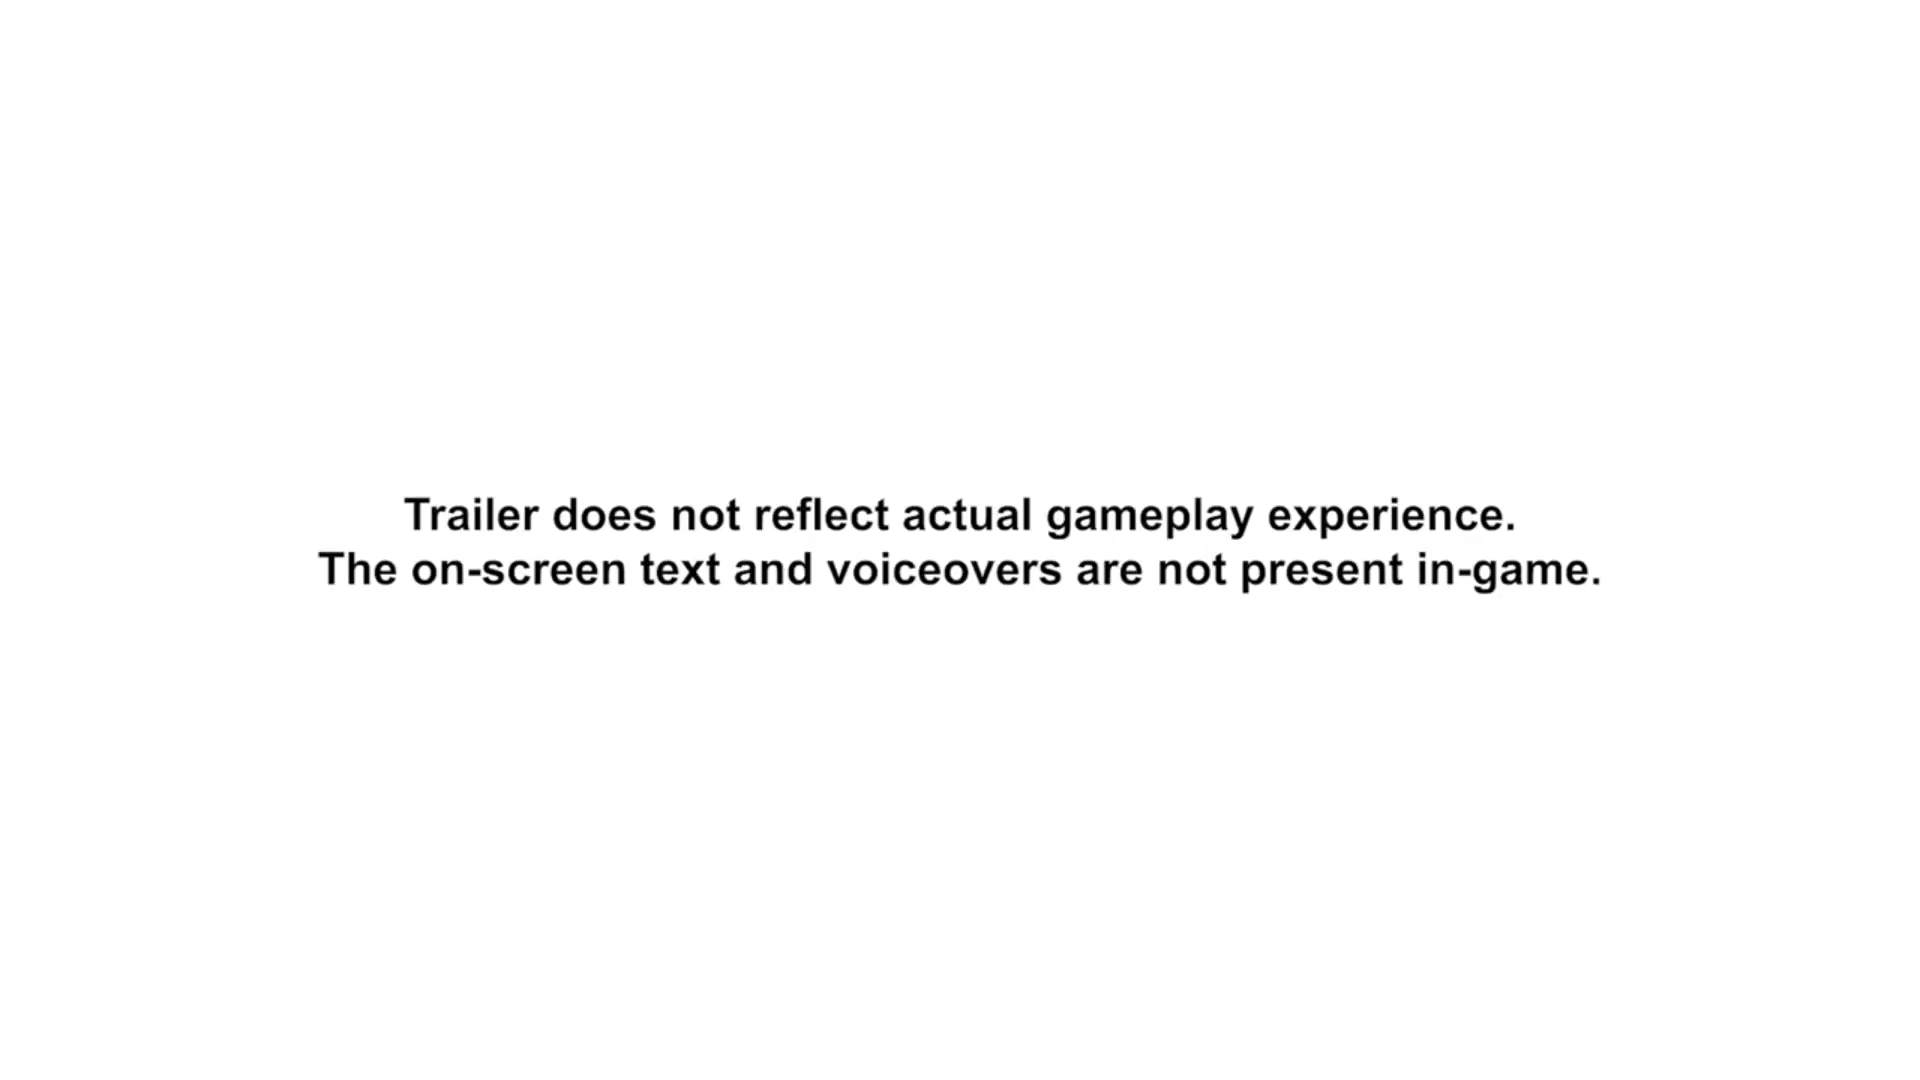 Trailer does not reflect actual gameplay experience.
The on-screen text and voiceovers are not present in-game.